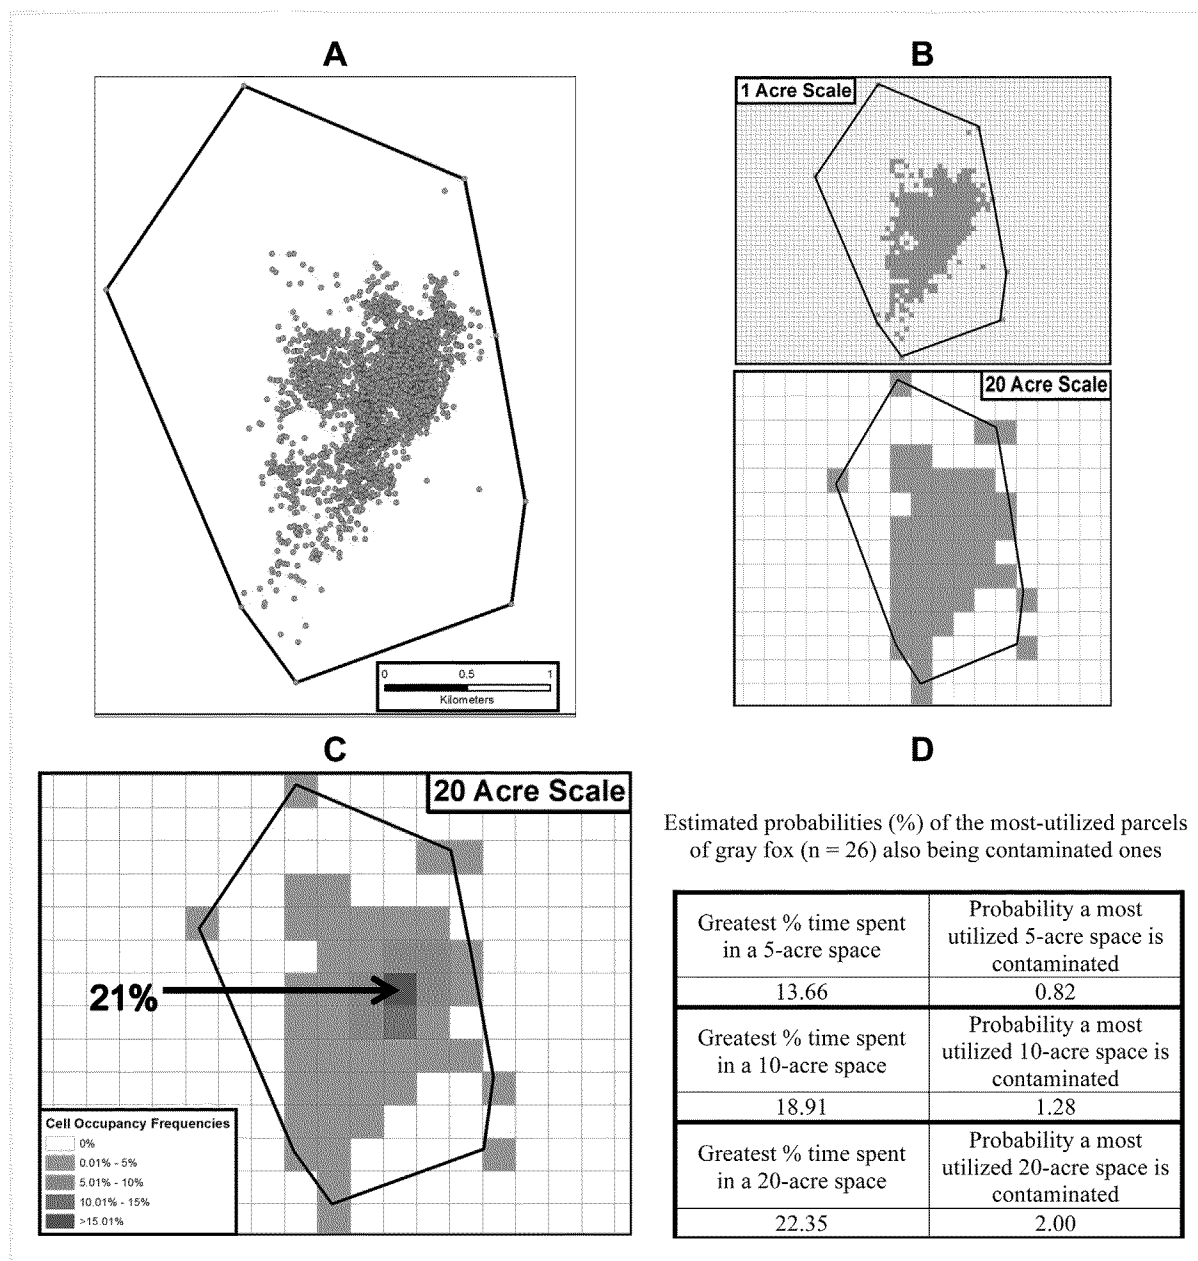 A
B
1 Acre Scale
20 Acre Scale
0 0.5 1
Kilometers
C
20 Acre Scale
21%
Cell Occupancy Frequencies
0%
0.01% - 5%
5.01% - 10%
10.01% - 15%
>15.01%
D
Estimated probabilities (%) of the most-utilized parcels
of gray fox (n = 26) also being contaminated ones
Greatest % time spent
in a 5-acre space
Probability a most
utilized 5-acre space is
contaminated
13.66
0.82
Greatest % time spent
in a 10-acre space
Probability a most
utilized 10-acre space is
contaminated
18.91
1.28
Greatest % time spent
in a 20-acre space
Probability a most
utilized 20-acre space is
contaminated
22.35
2.00